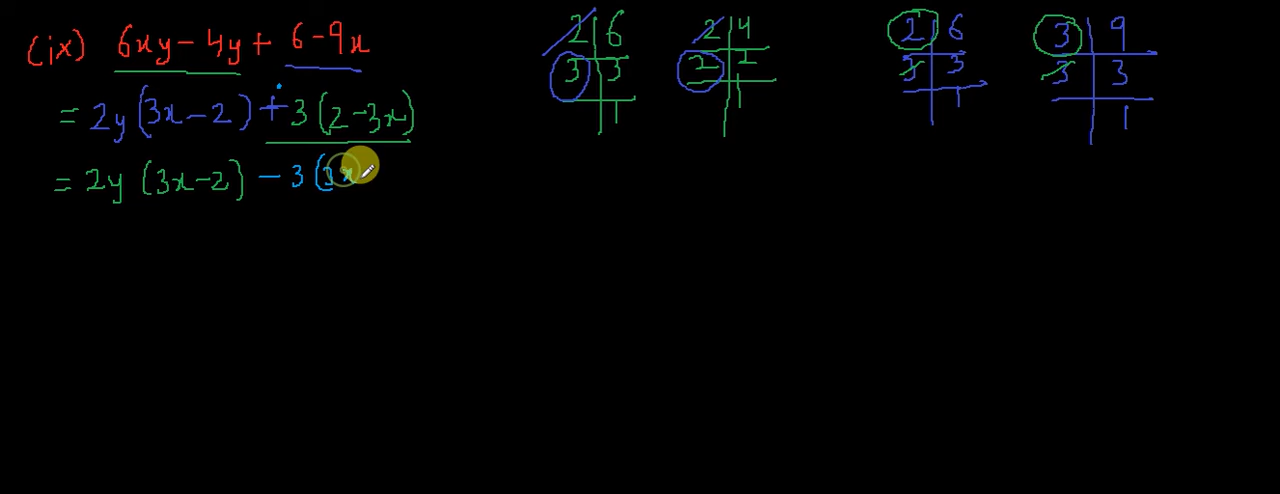 (ix) 6xy - 4y + 6 - 9x
= 2y(3x - 2) + 3(2 - 3x)
= 2y (3x - 2) - 3(3x
2 | 6
3 | 3
1
2 | 4
2 | 2
1
2 | 6
3 | 3
1
3 | 9
3 | 3
1